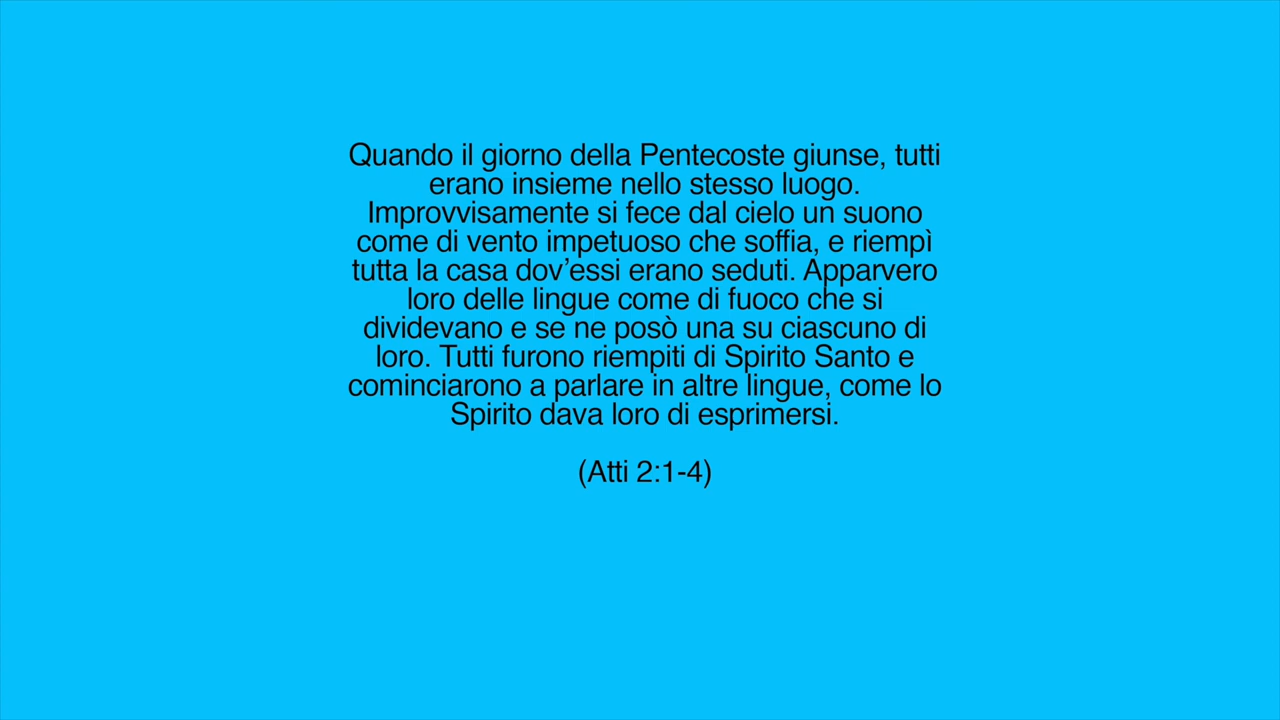 Quando il giorno della Pentecoste giunse, tutti
erano insieme nello stesso luogo.
Improvvisamente si fece dal cielo un suono
come di vento impetuoso che soffia, e riempì
tutta la casa dov’essi erano seduti. Apparvero
loro delle lingue come di fuoco che si
dividevano e se ne posò una su ciascuno di
loro. Tutti furono riempiti di Spirito Santo e
cominciarono a parlare in altre lingue, come lo
Spirito dava loro di esprimersi.
(Atti 2:1-4)